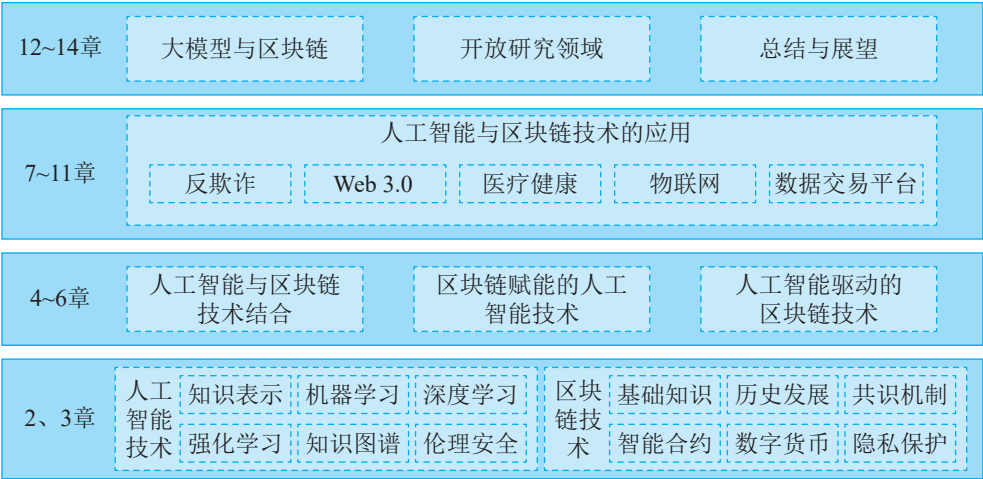 12~14章
大模型与区块链
开放研究领域
总结与展望
7~11章
人工智能与区块链技术的应用
反欺诈
Web 3.0
医疗健康
物联网
数据交易平台
4~6章
人工智能与区块链
技术结合
区块链赋能的人工
智能技术
人工智能驱动的
区块链技术
2、3章
人工
智能
技术
知识表示
机器学习
深度学习
强化学习
知识图谱
伦理安全
区块
链技
术
基础知识
历史发展
共识机制
智能合约
数字货币
隐私保护